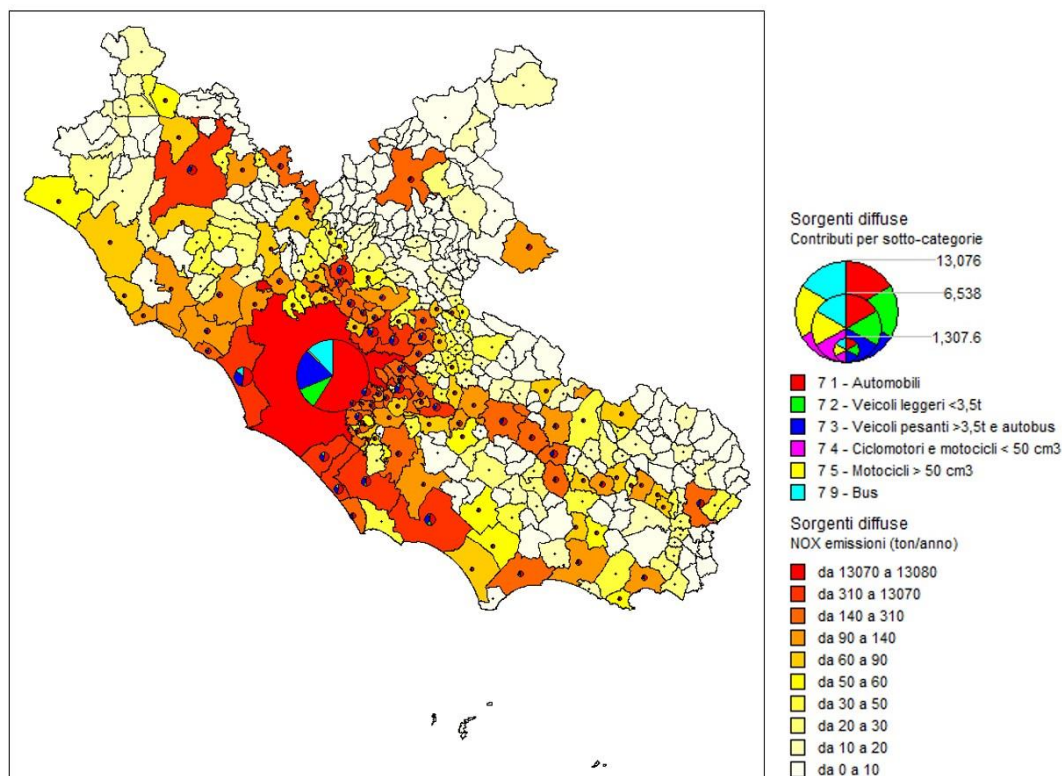 Sorgenti diffuse
Contributi per sotto-categorie
13,076
6,538
1,307.6
7 1 - Automobili
7 2 - Veicoli leggeri <3,5t
7 3 - Veicoli pesanti >3,5t e autobus
7 4 - Ciclomotori e motocicli < 50 cm3
7 5 - Motocicli > 50 cm3
7 9 - Bus
Sorgenti diffuse
NOX emissioni (ton/anno)
da 13070 a 13080
da 310 a 13070
da 140 a 310
da 90 a 140
da 60 a 90
da 50 a 60
da 30 a 50
da 20 a 30
da 10 a 20
da 0 a 10